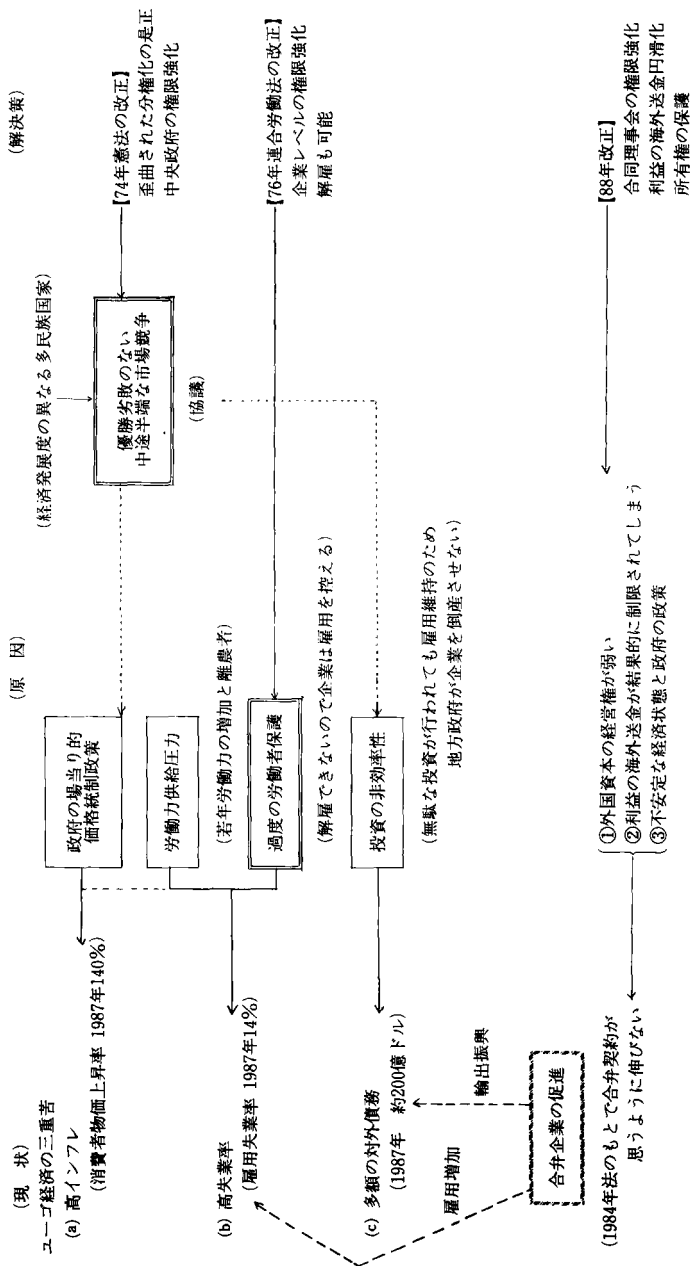 (現　状)
ユーゴ経済の三重苦
(a) 高インフレ
(消費者物価上昇率 1987年140%)
(b) 高失業率
(雇用失業率 1987年14%)
(c) 多額の対外債務
(1987年　約200億ドル)
雇用増加
輸出振興
合弁企業の促進
(1984年法のもとで合弁契約が
思うように伸びない
(原　因)
政府の場当り的
価格統制政策
労働力供給圧力
(若年労働力の増加と離農者)
過度の労働者保護
(解雇できないので企業は雇用を控える)
投資の非効率性
(無駄な投資が行われても雇用維持のため
地方政府が企業を倒産させない)
①外国資本の経営権が弱い
②利益の海外送金が結果的に制限されてしまう
③不安定な経済状態と政府の政策
(経済発展度の異なる多民族国家)
優勝劣敗のない
中途半端な市場競争
(協議)
(解決策)
【74年憲法の改正】
歪曲された分権化の是正
中央政府の権限強化
【76年連合労働法の改正】
企業レベルの権限強化
解雇も可能
【88年改正】
合同理事会の権限強化
利益の海外送金円滑化
所有権の保護